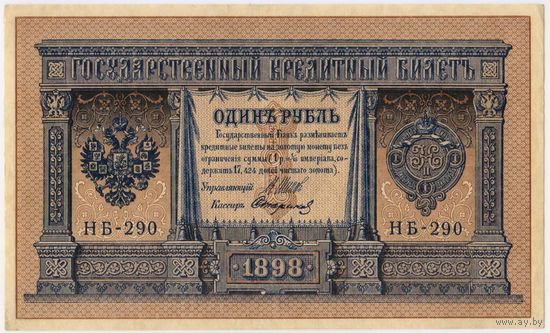 ГОСУДАРСТВЕННЫЙ КРЕДИТНЫЙ БИЛЕТЪ
ОДИНЪ РУБЛЬ
Государственный Банкъ размѣниваетъ
кредитные билеты на золотую монету безъ
ограниченія суммы (1 р. = 1/15 имперіала, со-
держитъ 17,424 долей чистаго золота).
Управляющій
Кассиръ
НБ-290
НБ-290
1898
www.ay.by